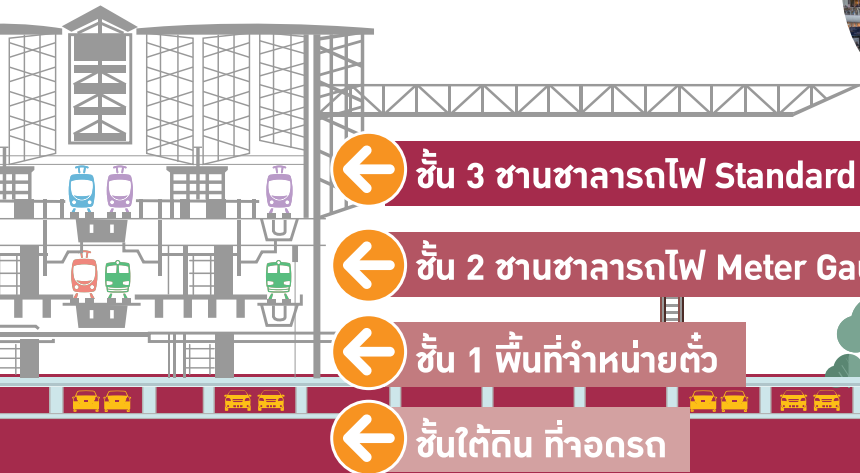 ชั้น 3 ชานชาลารถไฟ Standard
ชั้น 2 ชานชาลารถไฟ Meter
ชั้น 1 พื้นที่จำหน่ายตั๋ว
ชั้นใต้ดิน ที่จอดรถ